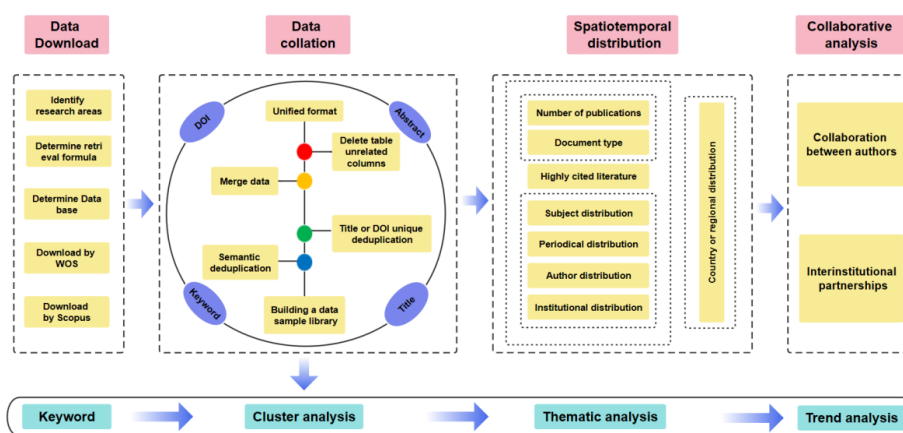 Data
Download
Data
collation
Spatiotemporal
distribution
Collaborative
analysis
Identify
research areas
Determine retri
eval formula
Determine Data
base
Download by
WOS
Download
by Scopus
DOI
Abstract
Keyword
Title
Unified format
Delete table
unrelated
columns
Merge data
Title or DOI unique
deduplication
Semantic
deduplication
Building a data
sample library
Number of publications
Document type
Highly cited literature
Subject distribution
Periodical distribution
Author distribution
Institutional distribution
Country or regional distribution
Collaboration
between authors
Interinstitutional
partnerships
Keyword
Cluster analysis
Thematic analysis
Trend analysis